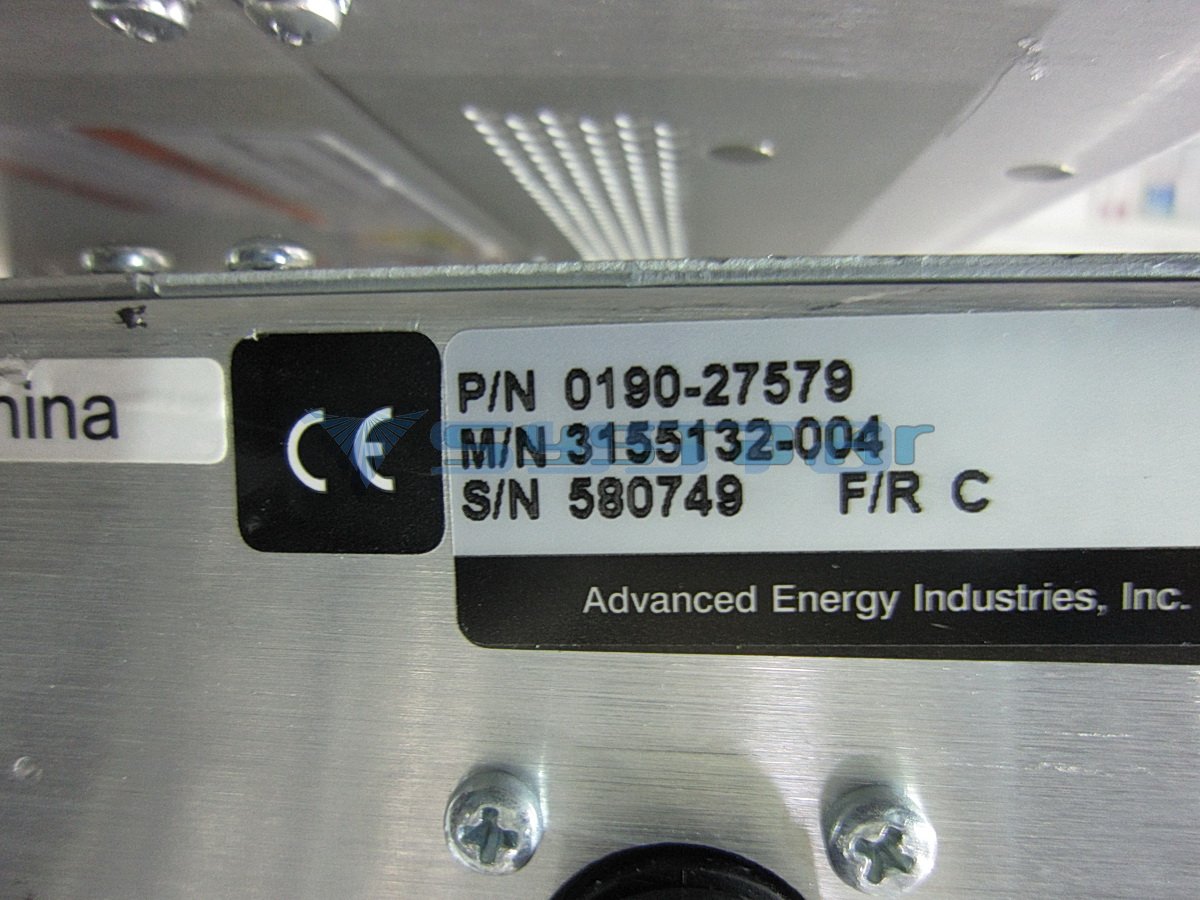 hina
CE
P/N 0190-27579
M/N 3155132-004
S/N 580749 F/R C
Advanced Energy Industries, Inc.